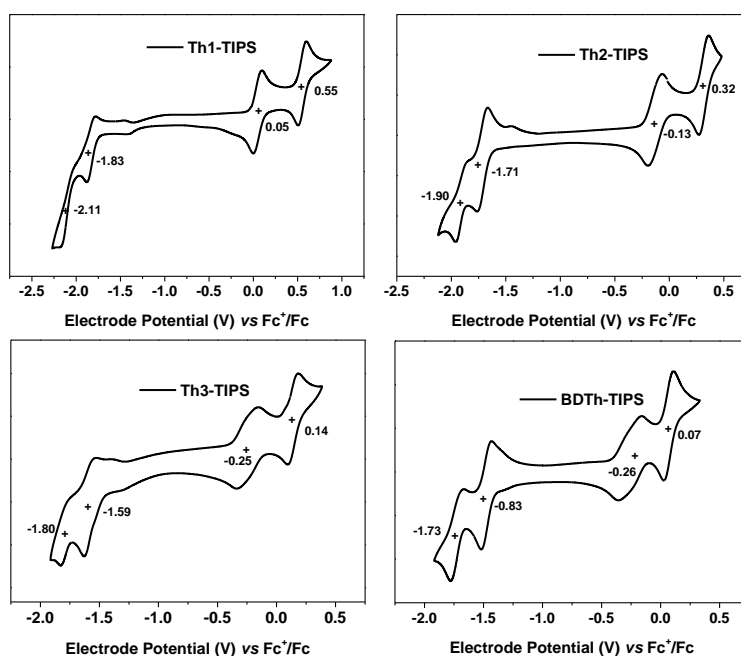 Th1-TIPS
0.55
0.05
-1.83
-2.11
-2.5 -2.0 -1.5 -1.0 -0.5 0.0 0.5 1.0
Electrode Potential (V) vs Fc⁺/Fc
Th2-TIPS
0.32
-0.13
-1.71
-1.90
-2.5 -2.0 -1.5 -1.0 -0.5 0.0 0.5
Electrode Potential (V) vs Fc⁺/Fc
Th3-TIPS
0.14
-0.25
-1.59
-1.80
-2.0 -1.5 -1.0 -0.5 0.0 0.5
Electrode Potential (V) vs Fc⁺/Fc
BDTh-TIPS
0.07
-0.26
-0.83
-1.73
-2.0 -1.5 -1.0 -0.5 0.0 0.5
Electrode Potential (V) vs Fc⁺/Fc